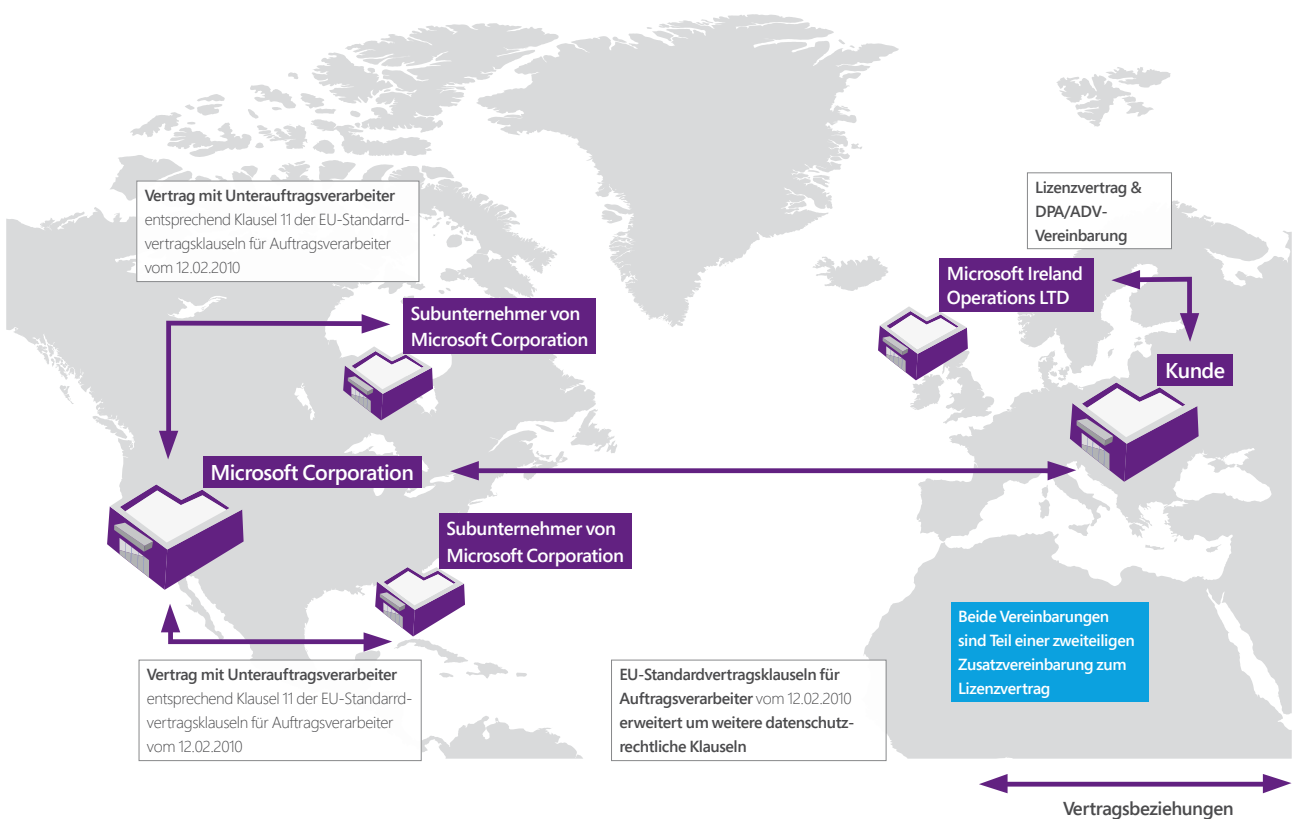 Vertrag mit Unterauftragsverarbeiter
entsprechend Klausel 11 der EU-Standarrd-
vertragsklauseln für Auftragsverarbeiter
vom 12.02.2010
Lizenzvertrag &
DPA/ADV-
Vereinbarung
Microsoft Ireland
Operations LTD
Subunternehmer von
Microsoft Corporation
Kunde
Microsoft Corporation
Subunternehmer von
Microsoft Corporation
Beide Vereinbarungen
sind Teil einer zweiteiligen
Zusatzvereinbarung zum
Lizenzvertrag
Vertrag mit Unterauftragsverarbeiter
entsprechend Klausel 11 der EU-Standarrd-
vertragsklauseln für Auftragsverarbeiter
vom 12.02.2010
EU-Standardvertragsklauseln für
Auftragsverarbeiter vom 12.02.2010
erweitert um weitere datenschutz-
rechtliche Klauseln
Vertragsbeziehungen